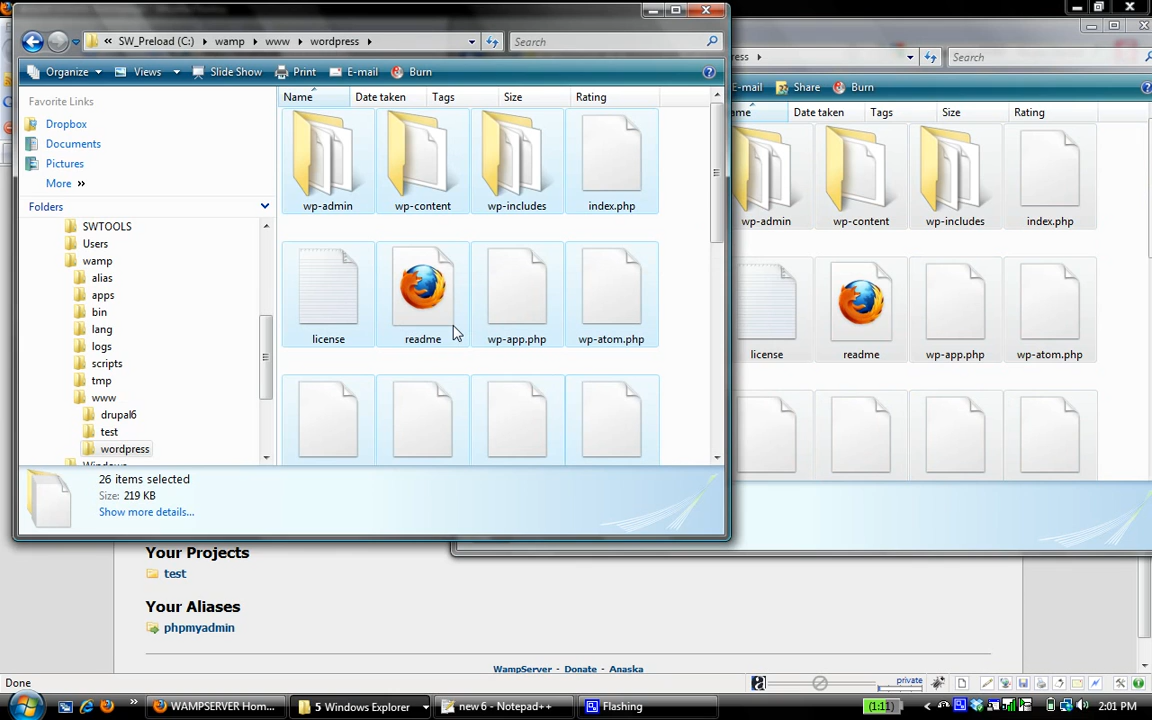 SW_Preload (C:) wamp www wordpress Search
Organize Views Slide Show Print E-mail Burn
Favorite Links
Dropbox
Documents
Pictures
More
Folders
SWTOOLS
Users
wamp
alias
apps
bin
lang
logs
scripts
tmp
www
drupal6
test
wordpress
Name Date taken Tags Size Rating
wp-admin wp-content wp-includes index.php
license readme wp-app.php wp-atom.php
26 items selected
Size: 219 KB
Show more details...
Search
E-mail Share Burn
Date taken Tags Size Rating
wp-admin wp-content wp-includes index.php
license readme wp-app.php wp-atom.php
Your Projects
test
Your Aliases
phpmyadmin
WampServer - Donate - Anaska
Done
private
WAMPSERVER Hom... 5 Windows Explorer new 6 - Notepad++ Flashing (1:11) 2:01 PM